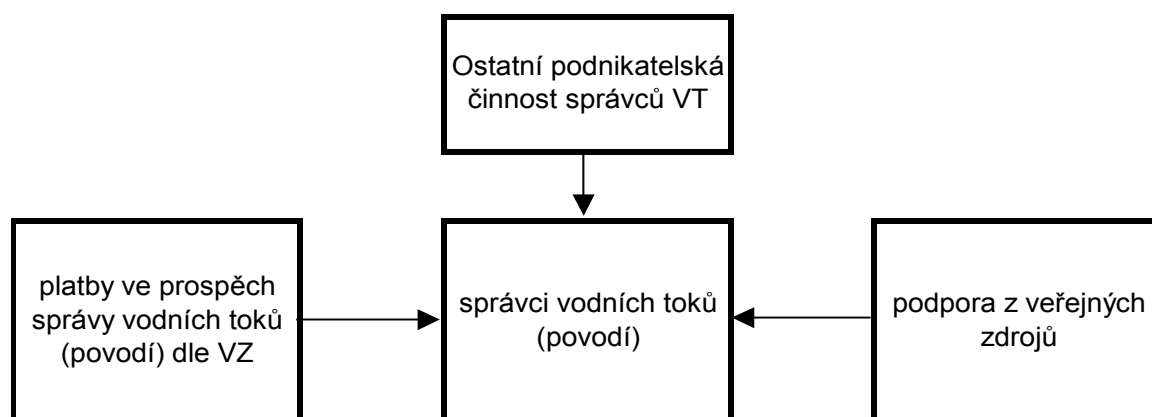 Ostatní podnikatelská
činnost správců VT
platby ve prospěch
správy vodních toků
(povodí) dle VZ
správci vodních toků
(povodí)
podpora z veřejných
zdrojů